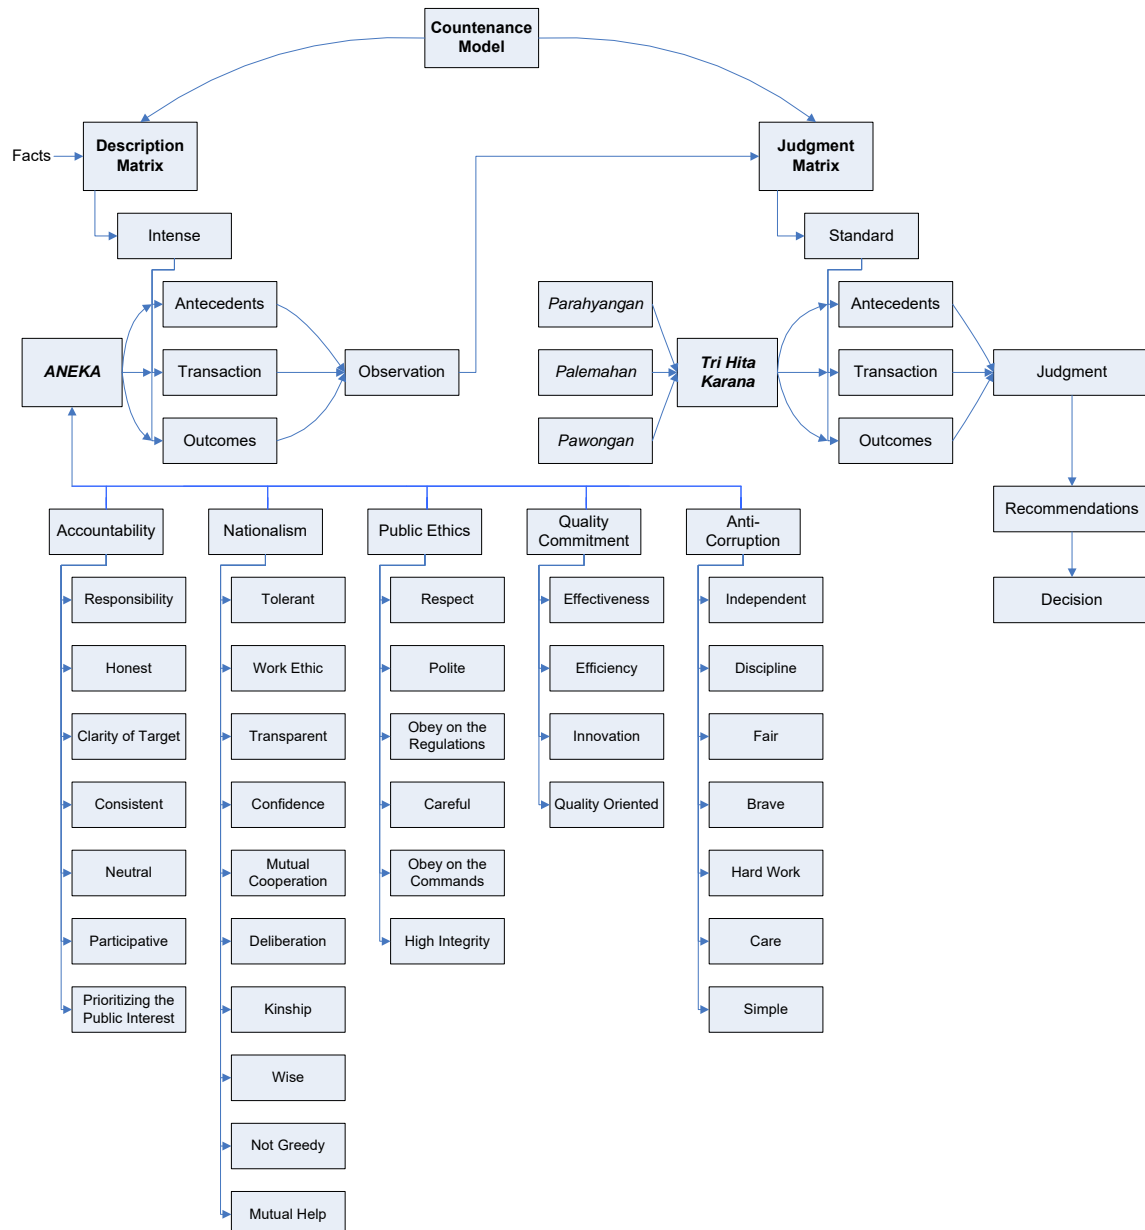 Countenance
Model
Facts
Description
Matrix
Judgment
Matrix
Intense
Standard
Antecedents
Parahyangan
Antecedents
ANEKA
Transaction
Observation
Palemahan
Tri Hita
Karana
Transaction
Judgment
Outcomes
Pawongan
Outcomes
Recommendations
Decision
Accountability
Responsibility
Honest
Clarity of Target
Consistent
Neutral
Participative
Prioritizing the
Public Interest
Nationalism
Tolerant
Work Ethic
Transparent
Confidence
Mutual
Cooperation
Deliberation
Kinship
Wise
Not Greedy
Mutual Help
Public Ethics
Respect
Polite
Obey on the
Regulations
Careful
Obey on the
Commands
High Integrity
Quality
Commitment
Effectiveness
Efficiency
Innovation
Quality Oriented
Anti-
Corruption
Independent
Discipline
Fair
Brave
Hard Work
Care
Simple